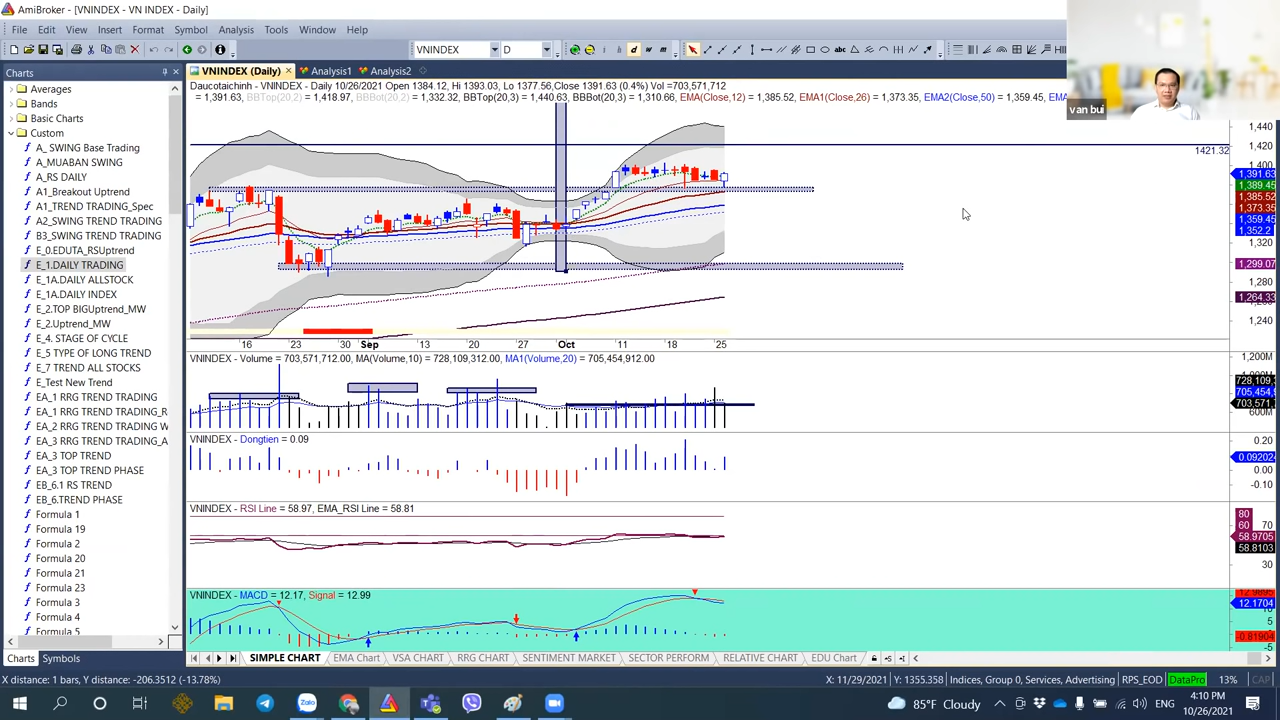 AmiBroker - [VNINDEX - VN INDEX - Daily]
File Edit View Insert Format Symbol Analysis Tools Window Help
VNINDEX D
d w m abc
Charts
VNINDEX (Daily) Analysis1 Analysis2
van bui
Averages
Bands
Basic Charts
Custom
A_ SWING Base Trading
A_MUABAN SWING
A_RS DAILY
A1_Breakout Uptrend
A1_TREND TRADING_Spec
A2_SWING TREND TRADING
B3_SWING TREND TRADING
E_0.EDUTA_RSUptrend
E_1.DAILY TRADING
E_1A.DAILY ALLSTOCK
E_1A.DAILY INDEX
E_2.TOP BIGUptrend_MW
E_2.Uptrend_MW
E_4. STAGE OF CYCLE
E_5 TYPE OF LONG TREND
E_7 TREND ALL STOCKS
E_Test New Trend
EA_1 RRG TREND TRADING
EA_1 RRG TREND TRADING_R
EA_2 RRG TREND TRADING W
EA_3 RRG TREND TRADING_A
EA_3 TOP TREND
EA_3 TOP TREND PHASE
EB_6.1 RS TREND
EB_6.TREND PHASE
Formula 1
Formula 19
Formula 2
Formula 20
Formula 21
Formula 23
Formula 3
Formula 4
Formula 5
Charts Symbols
Daucotaichinh - VNINDEX - Daily 10/26/2021 Open 1384.12, Hi 1393.03, Lo 1377.56,Close 1391.63 (0.4%) Vol =703,571,712
= 1,391.63, BBTop(20,2) = 1,418.97, BBBot(20,2) = 1,332.32, BBTop(20,3) = 1,440.63, BBBot(20,3) = 1,310.66, EMA(Close,12) = 1,385.52, EMA1(Close,26) = 1,373.35, EMA2(Close,50) = 1,359.45,
1,440
1,420
1421.32
1,400
1,391.63
1,389.45
1,385.52
1,373.35
1,359.45
1,352.2
1,320
1,299.07
1,280
1,264.33
1,240
16 23 30 Sep 13 20 27 Oct 11 18 25
VNINDEX - Volume = 703,571,712.00, MA(Volume,10) = 728,109,312.00, MA1(Volume,20) = 705,454,912.00
1,200M
728,109,
705,454,
703,571,
600M
VNINDEX - Dongtien = 0.09
0.20
0.09202
0.00
-0.10
VNINDEX - RSI Line = 58.97, EMA_RSI Line = 58.81
80
60
58.9705
58.8103
30
VNINDEX - MACD = 12.17, Signal = 12.99
12.9895
12.1704
5
-0.81904
-5
SIMPLE CHART EMA Chart VSA CHART RRG CHART SENTIMENT MARKET SECTOR PERFORM RELATIVE CHART EDU Chart
X distance: 1 bars, Y distance: -206.3512 (-13.78%) X: 11/29/2021 Y: 1355.358 Indices, Group 0, Services, Advertising RPS_EOD DataPro 13% CAP
Zalo 85°F Cloudy 4:10 PM
10/26/2021